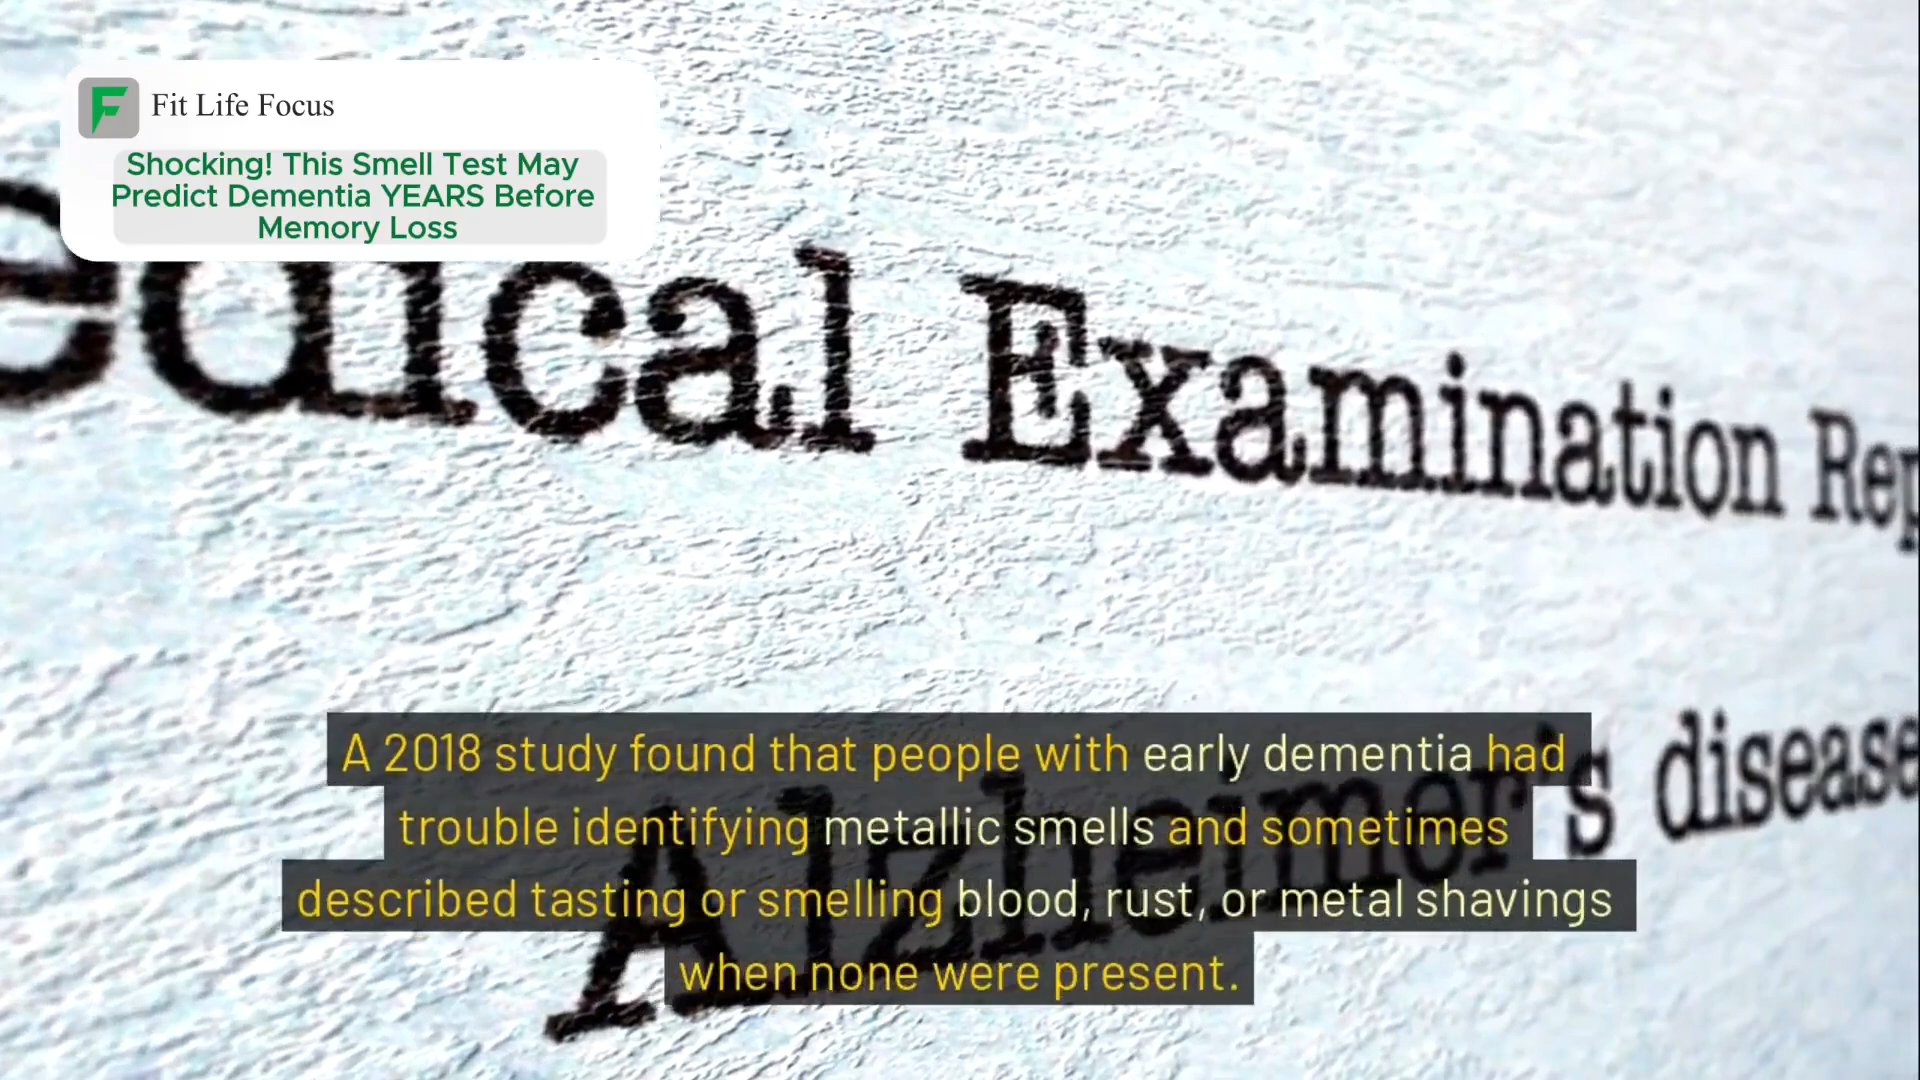 Fit Life Focus
Shocking! This Smell Test May
Predict Dementia YEARS Before
Memory Loss
edical Examination Rep
Alzheimer's disease
A 2018 study found that people with early dementia had
trouble identifying metallic smells and sometimes
described tasting or smelling blood, rust, or metal shavings
when none were present.